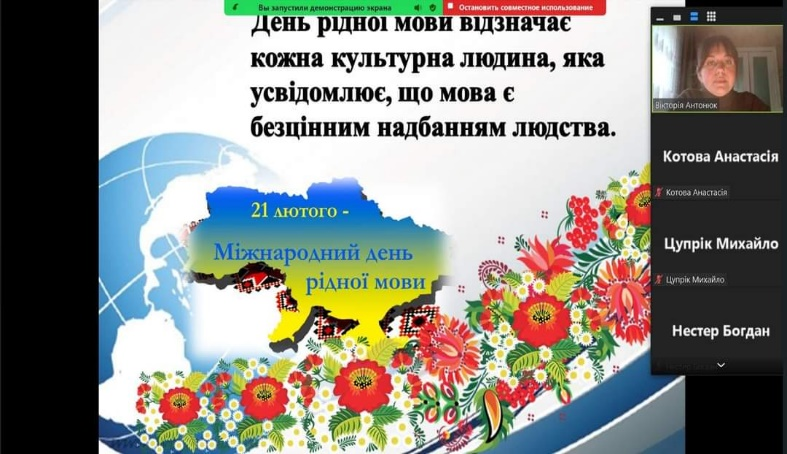 Вы запустили демонстрацию экрана
Остановить совместное использование
День рідної мови відзначає
кожна культурна людина, яка
усвідомлює, що мова є
безцінним надбанням людства.
21 лютого -
Міжнародний день
рідної мови
Вікторія Антонюк
Котова Анастасія
Котова Анастасія
Цупрік Михайло
Цупрік Михайло
Нестер Богдан